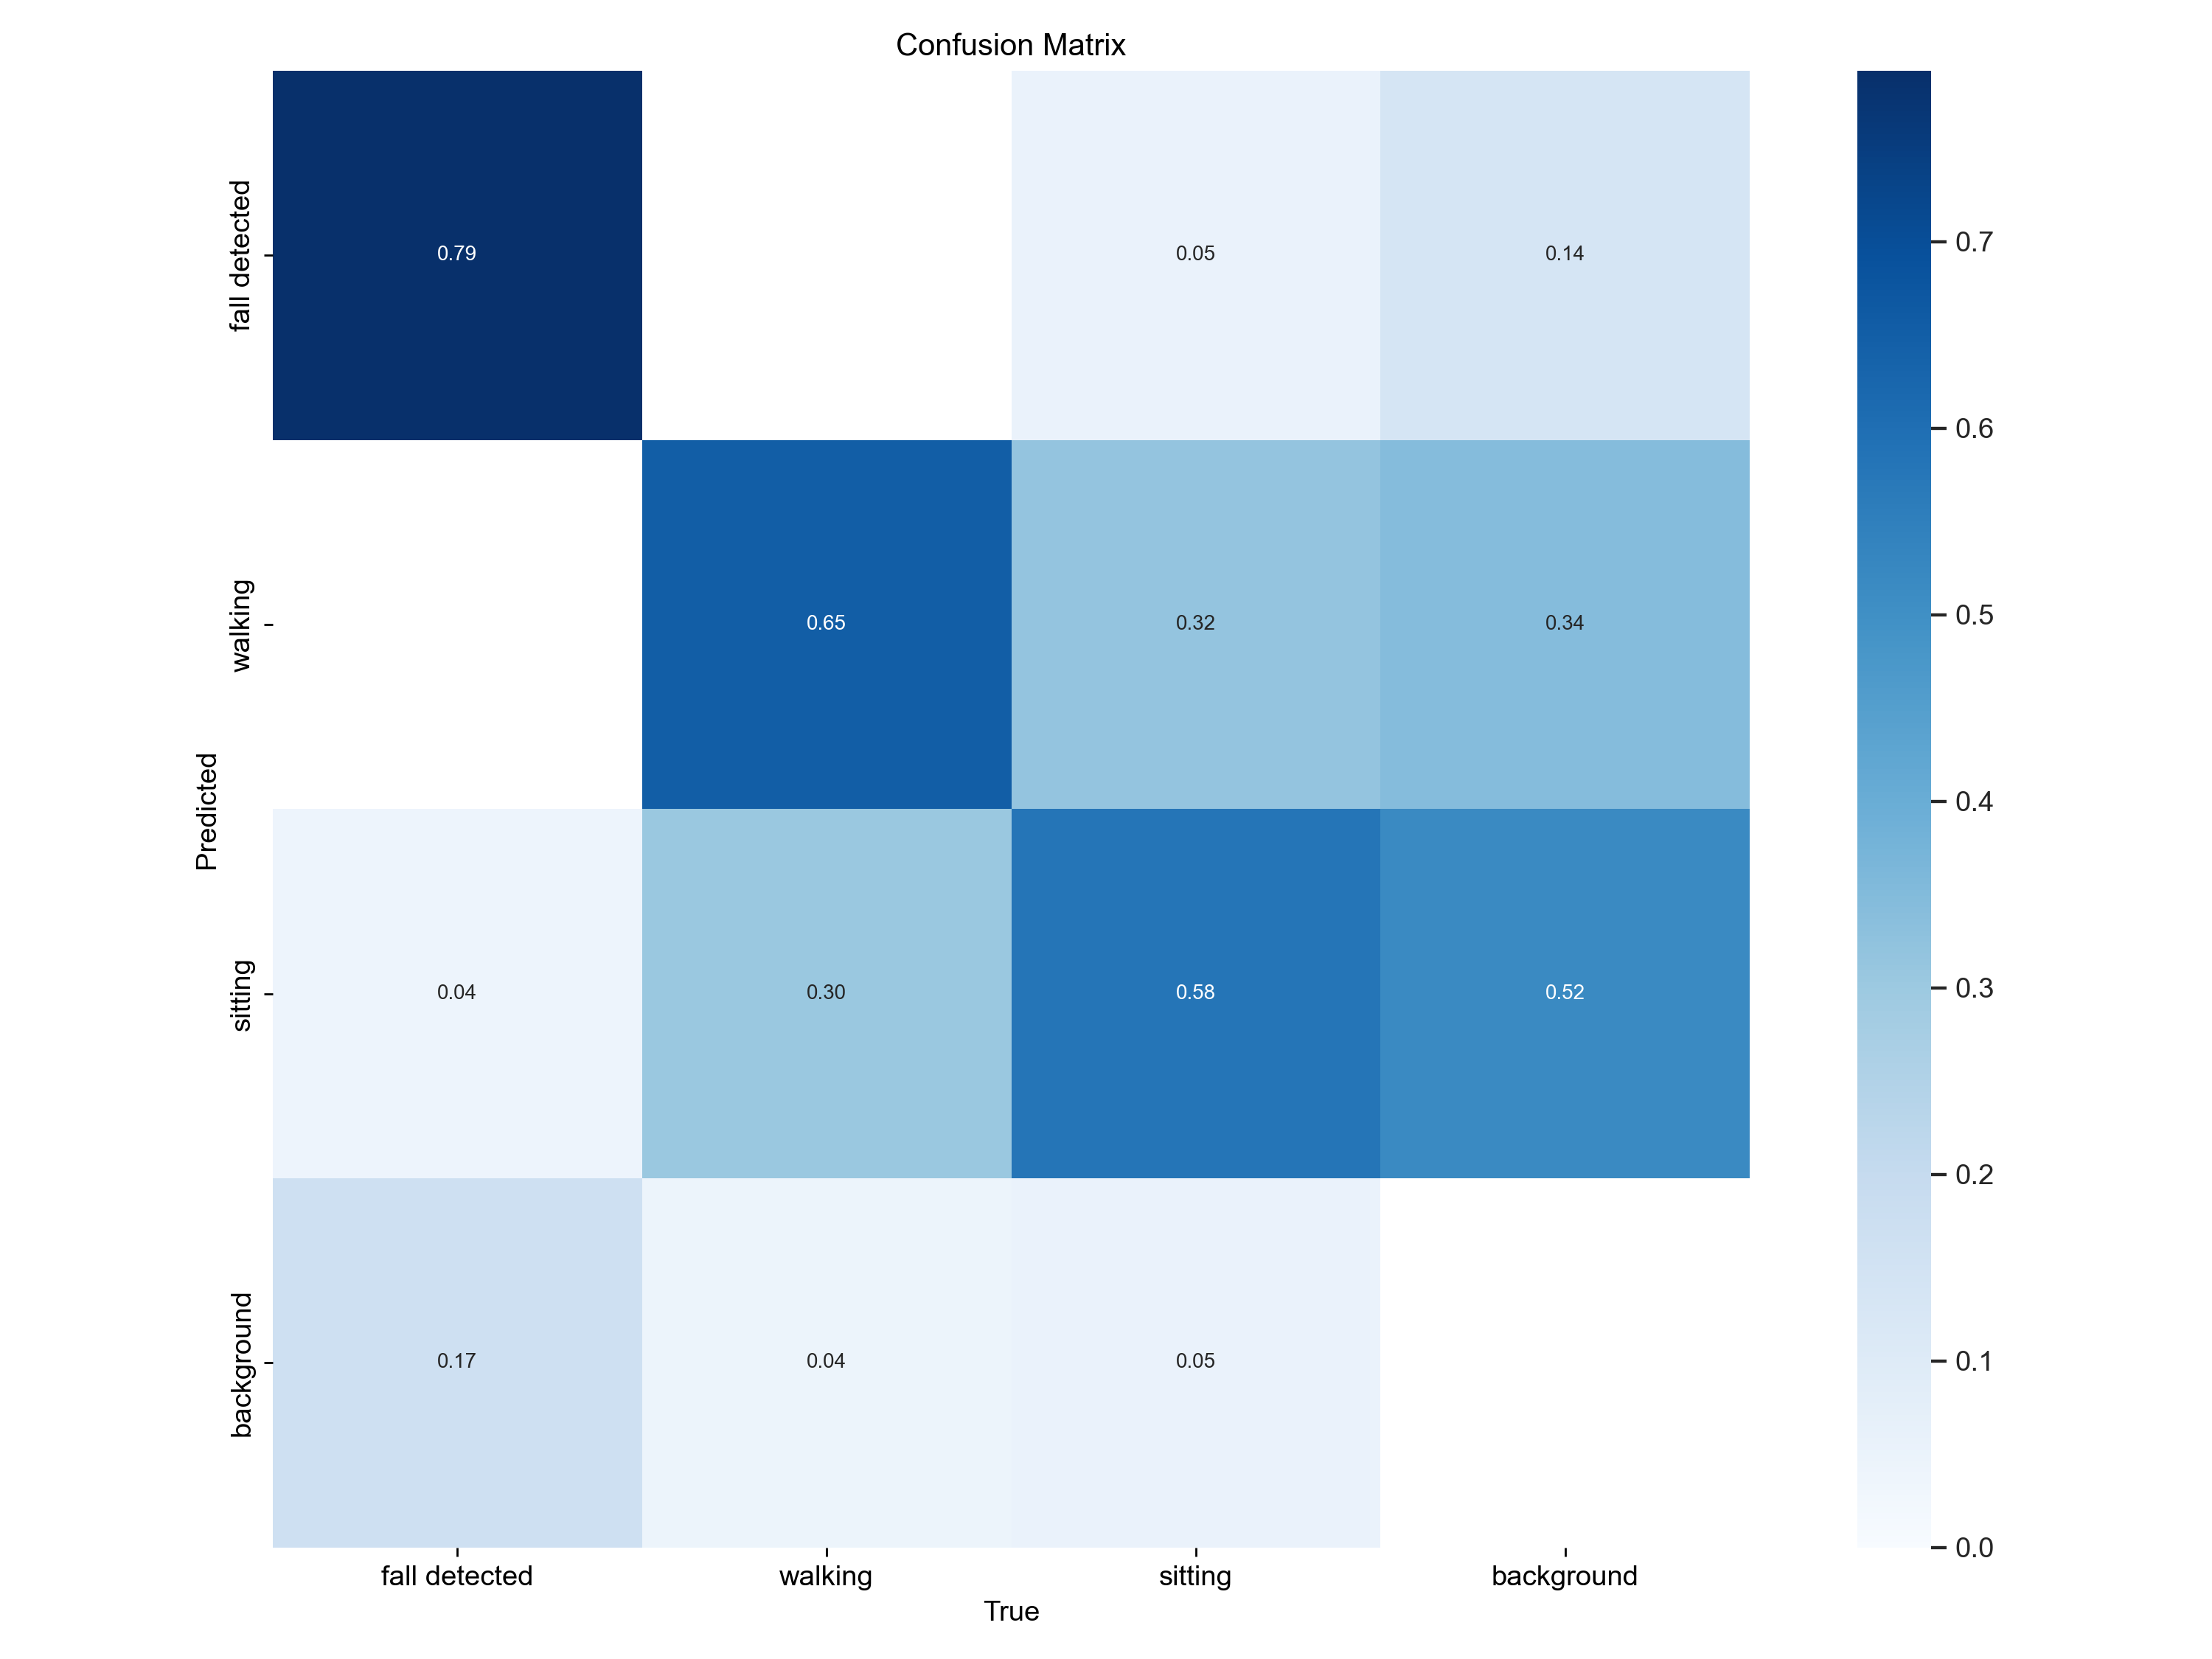 Confusion Matrix
fall detected
0.79
0.05
0.14
walking
0.65
0.32
0.34
sitting
0.04
0.30
0.58
0.52
background
0.17
0.04
0.05
Predicted
fall detected
walking
sitting
background
True
0.7
0.6
0.5
0.4
0.3
0.2
0.1
0.0